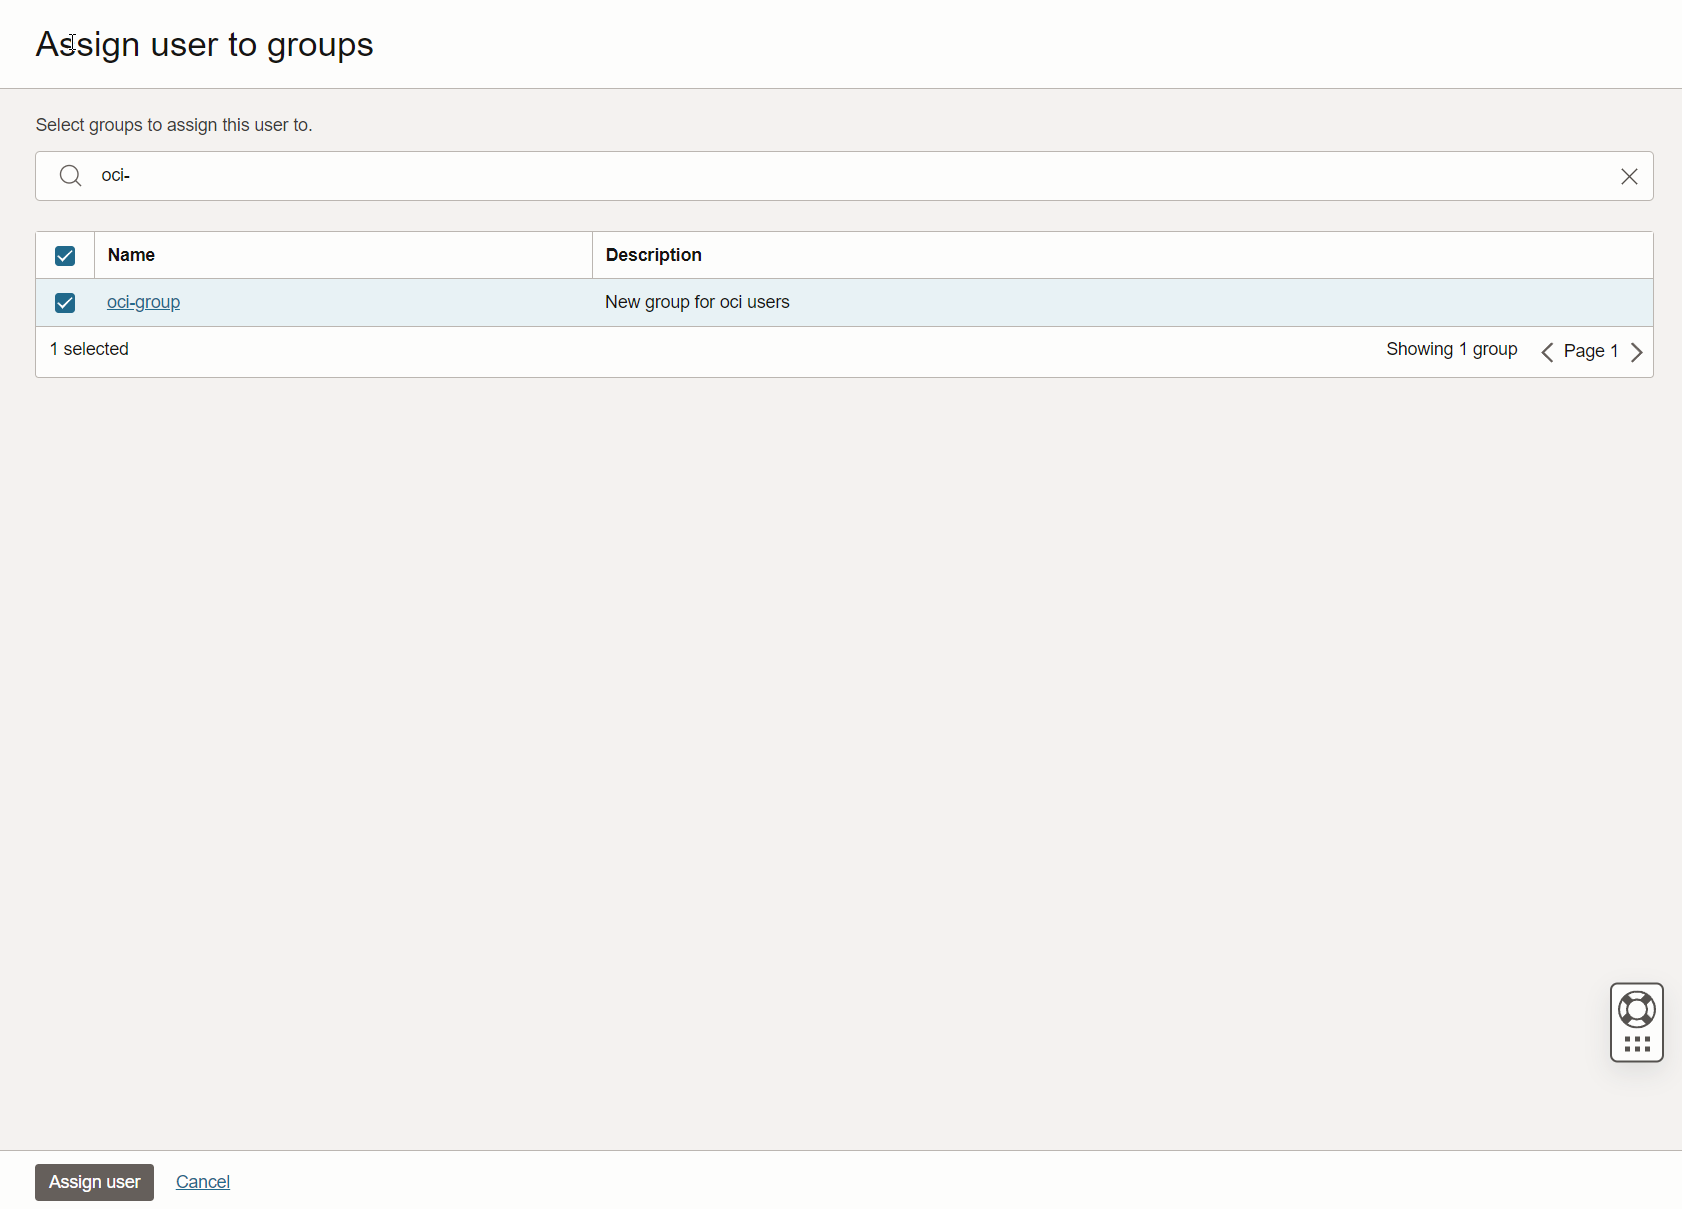 Assign user to groups
Select groups to assign this user to.
oci-
Name Description
oci-group New group for oci users
1 selected Showing 1 group Page 1
Assign user Cancel